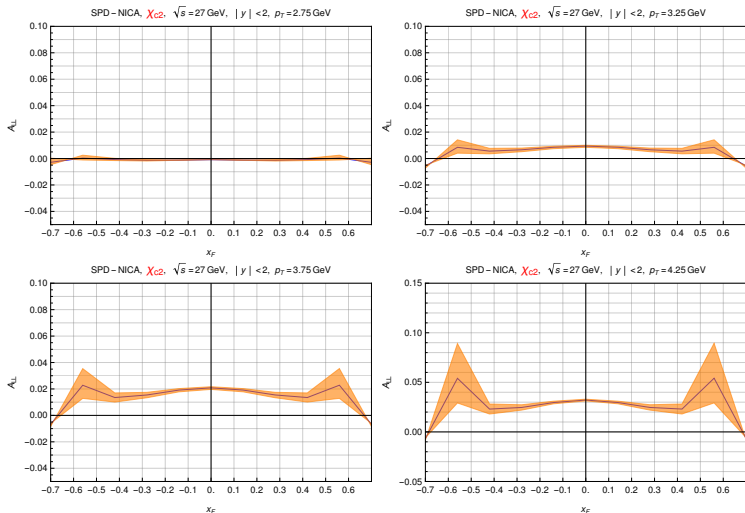 SPD-NICA, χc2, √s = 27 GeV, | y | < 2, pT = 2.75 GeV
0.10
0.08
0.06
0.04
0.02
0.00
-0.02
-0.04
ALL
-0.7 -0.6 -0.5 -0.4 -0.3 -0.2 -0.1 0. 0.1 0.2 0.3 0.4 0.5 0.6
xF
SPD-NICA, χc2, √s = 27 GeV, | y | < 2, pT = 3.25 GeV
0.10
0.08
0.06
0.04
0.02
0.00
-0.02
-0.04
ALL
-0.7 -0.6 -0.5 -0.4 -0.3 -0.2 -0.1 0. 0.1 0.2 0.3 0.4 0.5 0.6
xF
SPD-NICA, χc2, √s = 27 GeV, | y | < 2, pT = 3.75 GeV
0.10
0.08
0.06
0.04
0.02
0.00
-0.02
-0.04
ALL
-0.7 -0.6 -0.5 -0.4 -0.3 -0.2 -0.1 0. 0.1 0.2 0.3 0.4 0.5 0.6
xF
SPD-NICA, χc2, √s = 27 GeV, | y | < 2, pT = 4.25 GeV
0.15
0.10
0.05
0.00
-0.05
ALL
-0.7 -0.6 -0.5 -0.4 -0.3 -0.2 -0.1 0. 0.1 0.2 0.3 0.4 0.5 0.6
xF